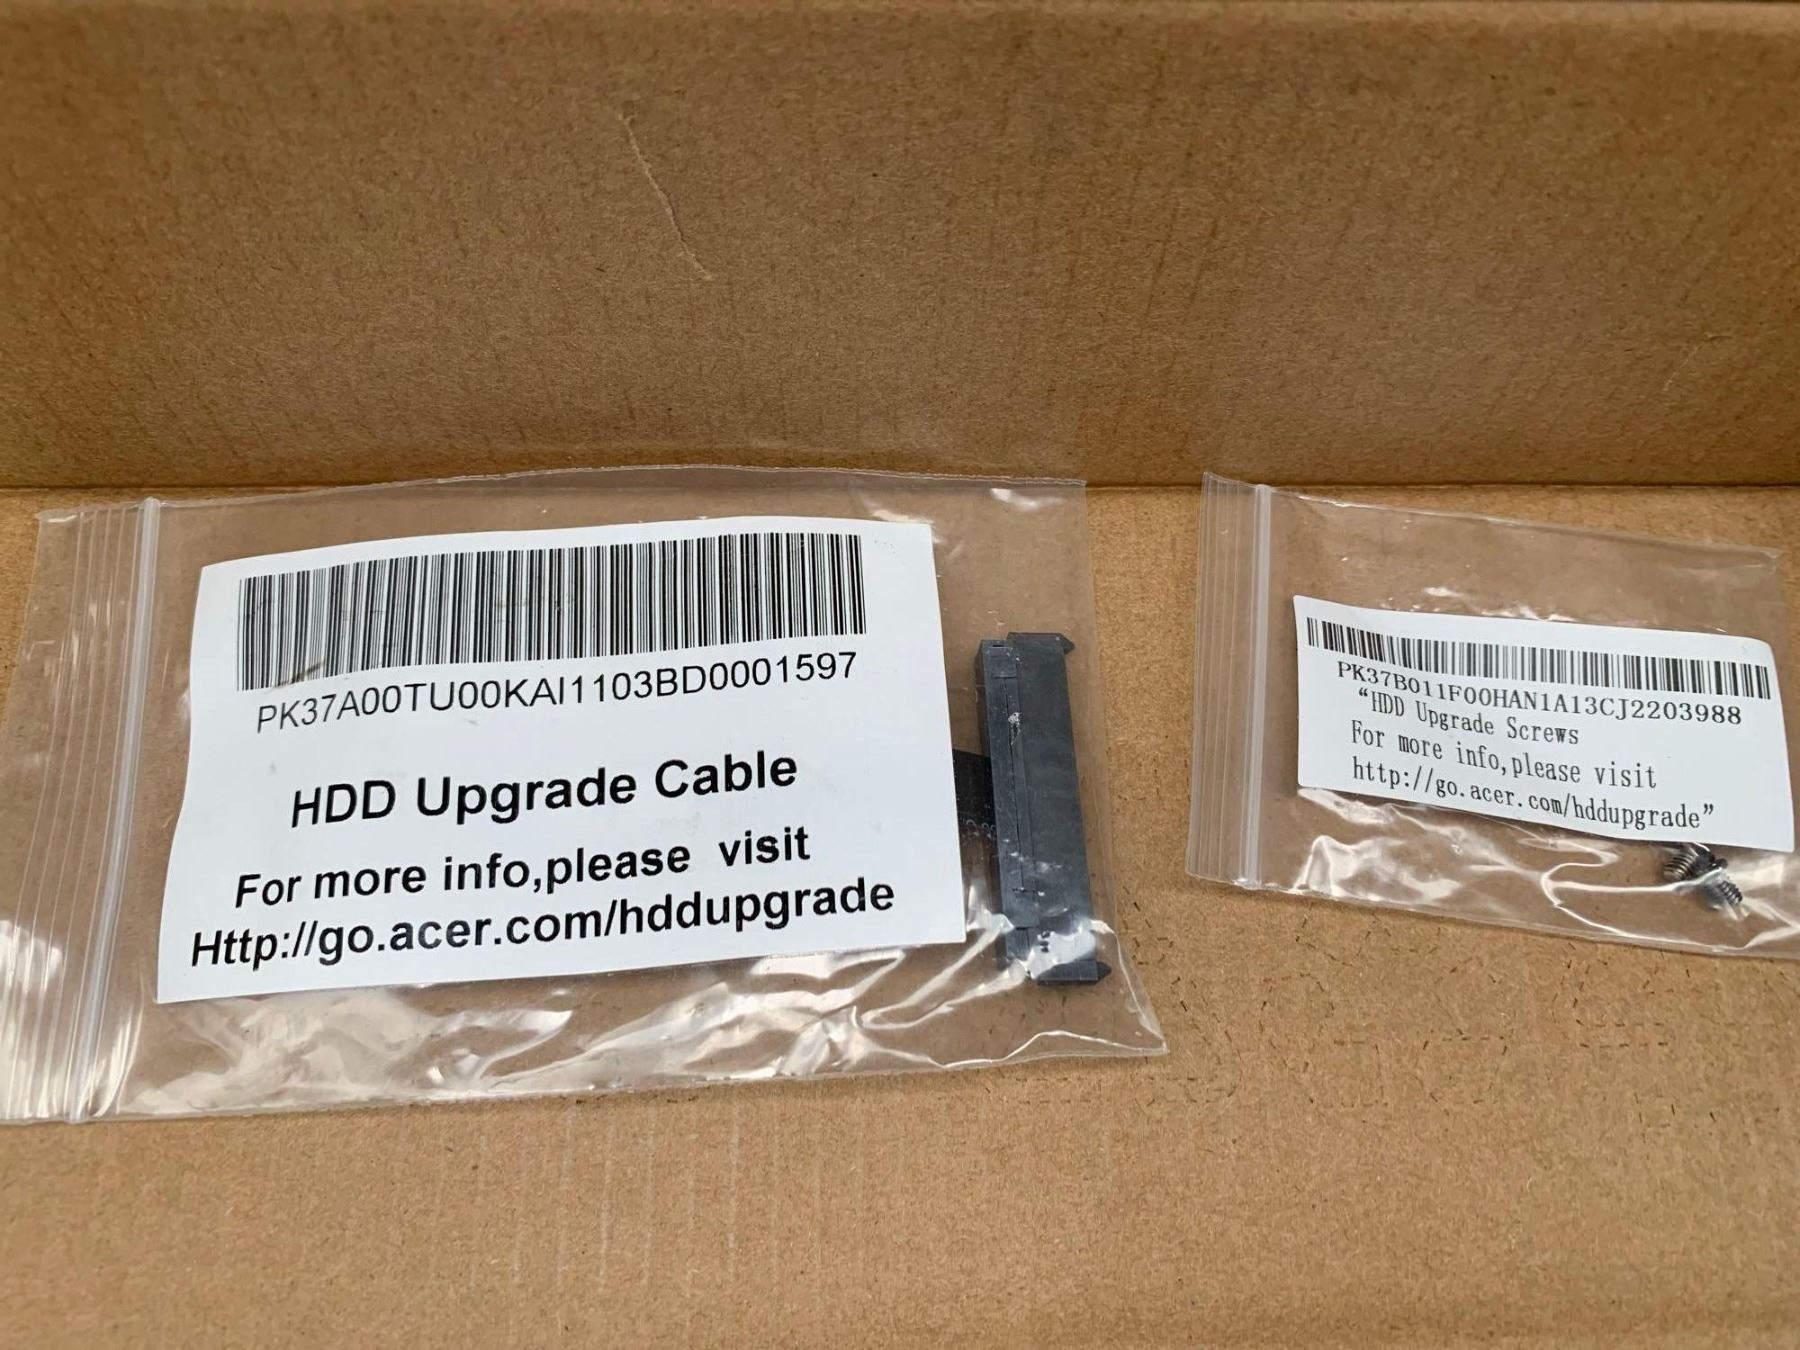 PK37A00TU00KAI1103BD0001597
HDD Upgrade Cable
For more info,please visit
Http://go.acer.com/hddupgrade
PK37B011F00HAN1A13CJ2203988
“HDD Upgrade Screws
For more info,please visit
http://go.acer.com/hddupgrade”